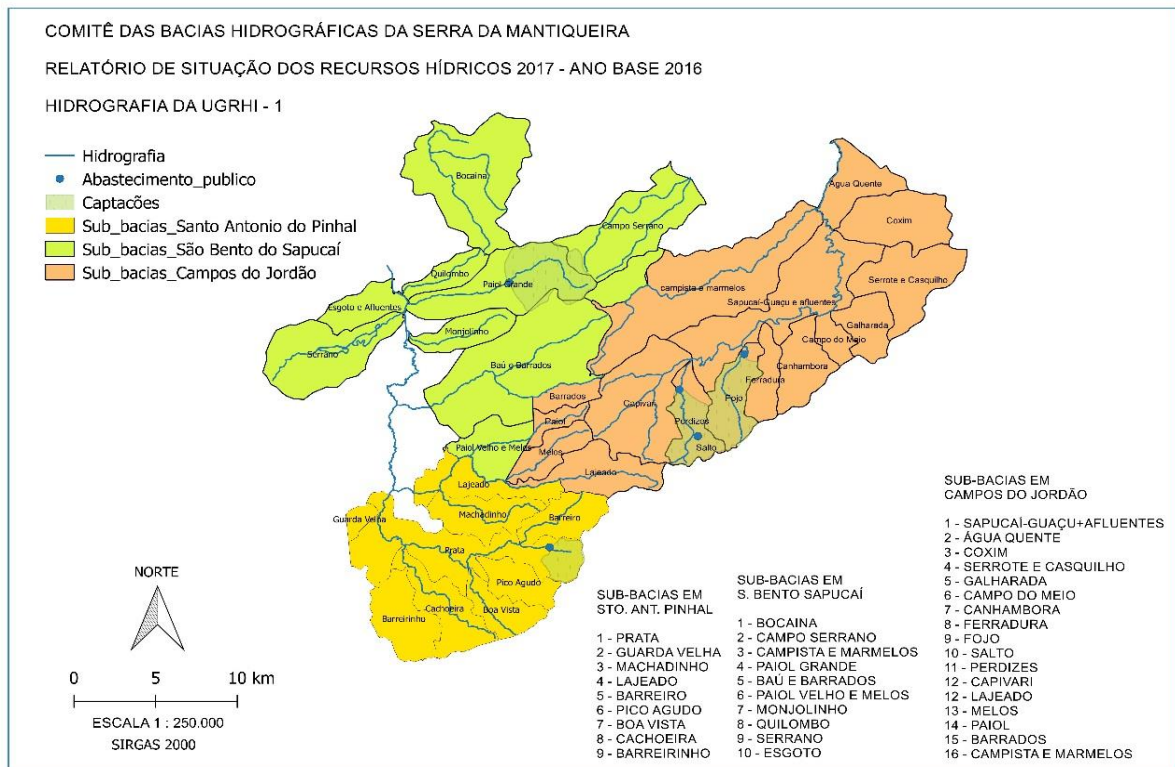 COMITÊ DAS BACIAS HIDROGRÁFICAS DA SERRA DA MANTIQUEIRA
RELATÓRIO DE SITUAÇÃO DOS RECURSOS HÍDRICOS 2017 - ANO BASE 2016
HIDROGRAFIA DA UGRHI - 1
Hidrografia
Abastecimento_publico
Captacões
Sub_bacias_Santo Antonio do Pinhal
Sub_bacias_São Bento do Sapucaí
Sub_bacias_Campos do Jordão
Bocaina
Campo Serrano
Quilombo
Paiol Grande
Esgoto e Afluentes
Monjolinho
Serrano
Baú e Barrados
Paiol Velho e Melos
Água Quente
Coxim
Serrote e Casquilho
campista e marmelos
Sapucaí-Guaçu e afluentes
Galharada
Campo do Meio
Canhambora
Ferradura
Fojo
Barrados
Capivari
Paiol
Perdizes
Melos
Salto
Lajeado
Lajeado
Machadinho
Barreiro
Guarda Velha
Prata
Pico Agudo
Cachoeira
Boa Vista
Barreirinho
NORTE
0 5 10 km
ESCALA 1 : 250.000
SIRGAS 2000
SUB-BACIAS EM
STO. ANT. PINHAL
1 - PRATA
2 - GUARDA VELHA
3 - MACHADINHO
4 - LAJEADO
5 - BARREIRO
6 - PICO AGUDO
7 - BOA VISTA
8 - CACHOEIRA
9 - BARREIRINHO
SUB-BACIAS EM
S. BENTO SAPUCAÍ
1 - BOCAINA
2 - CAMPO SERRANO
3 - CAMPISTA E MARMELOS
4 - PAIOL GRANDE
5 - BAÚ E BARRADOS
6 - PAIOL VELHO E MELOS
7 - MONJOLINHO
8 - QUILOMBO
9 - SERRANO
10 - ESGOTO
SUB-BACIAS EM
CAMPOS DO JORDÃO
1 - SAPUCAÍ-GUAÇU+AFLUENTES
2 - ÁGUA QUENTE
3 - COXIM
4 - SERROTE E CASQUILHO
5 - GALHARADA
6 - CAMPO DO MEIO
7 - CANHAMBORA
8 - FERRADURA
9 - FOJO
10 - SALTO
11 - PERDIZES
12 - CAPIVARI
12 - LAJEADO
13 - MELOS
14 - PAIOL
15 - BARRADOS
16 - CAMPISTA E MARMELOS